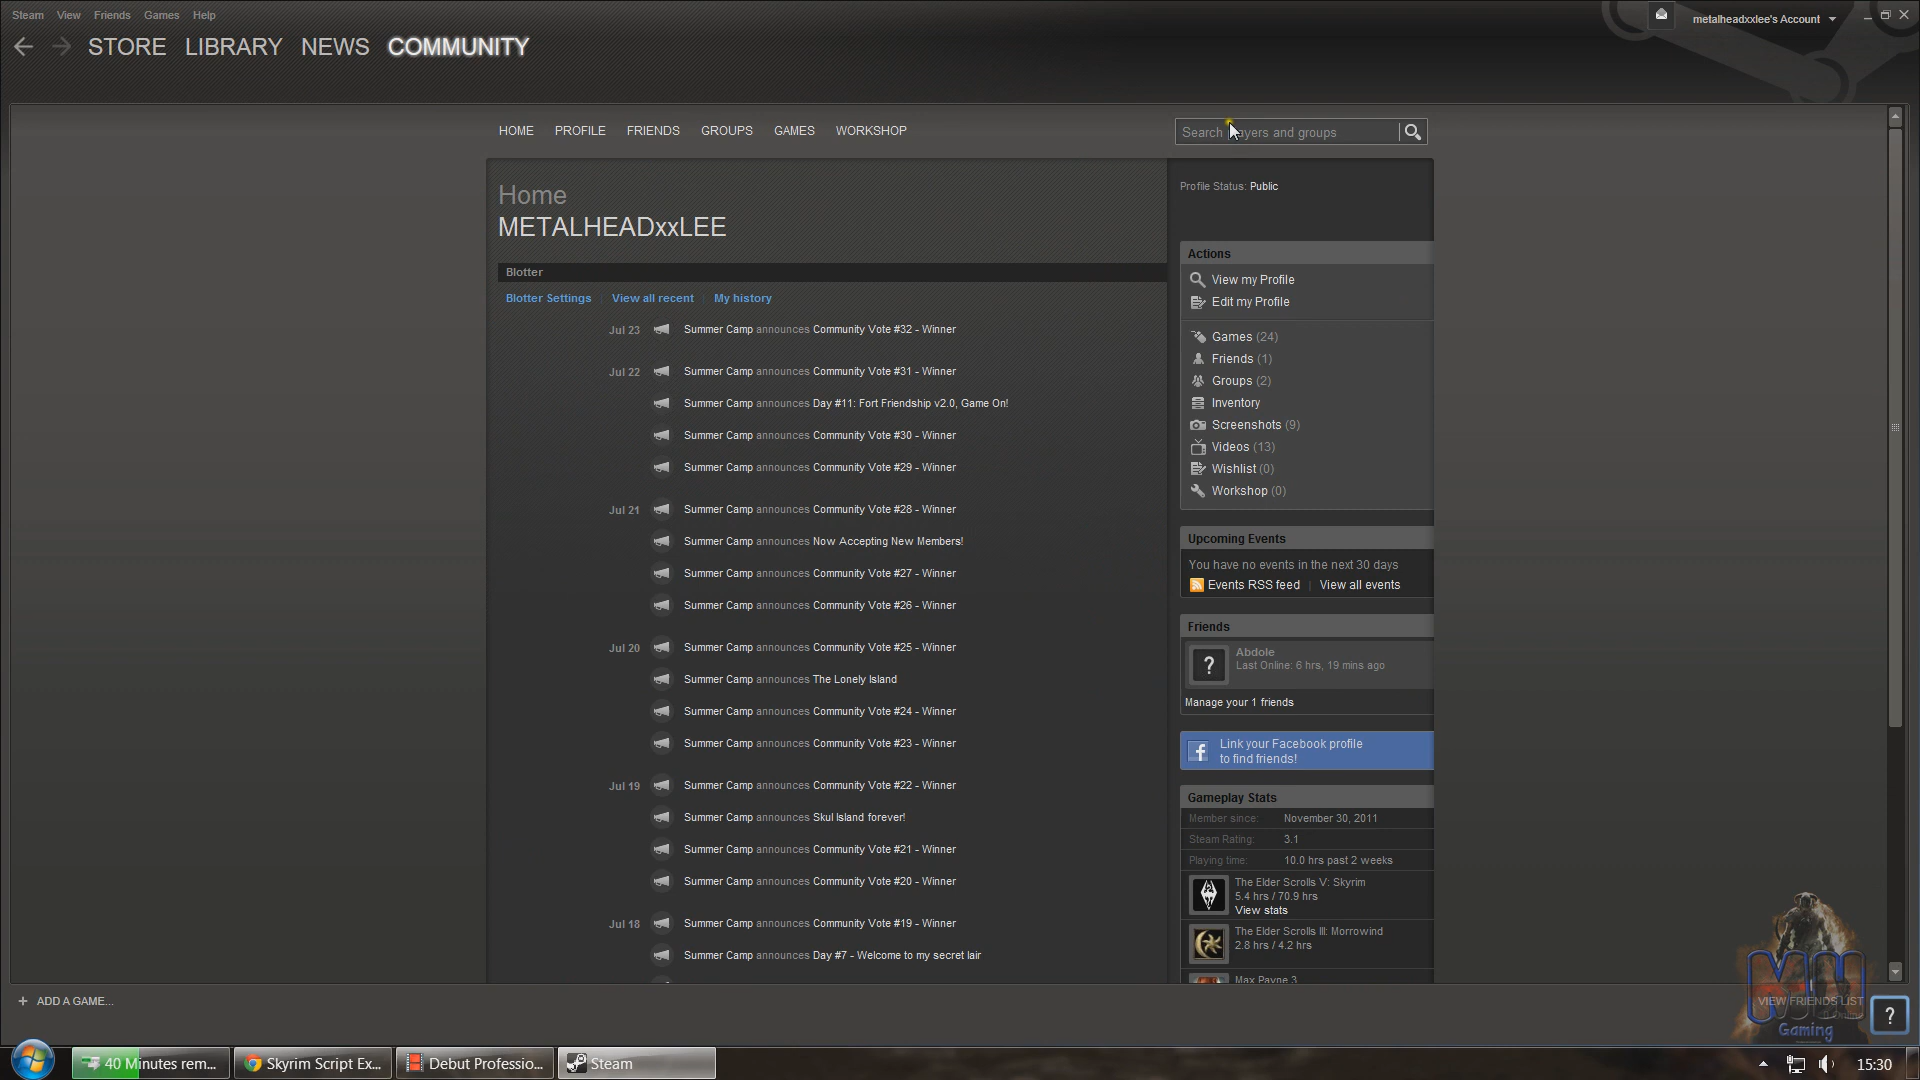 Steam View Friends Games Help
metalheadxxlee's Account
STORE LIBRARY NEWS COMMUNITY
HOME PROFILE FRIENDS GROUPS GAMES WORKSHOP
Search players and groups
Home
METALHEADxxLEE
Blotter
Blotter Settings View all recent My history
Jul 23 Summer Camp announces Community Vote #32 - Winner
Jul 22 Summer Camp announces Community Vote #31 - Winner
Summer Camp announces Day #11: Fort Friendship v2.0, Game On!
Summer Camp announces Community Vote #30 - Winner
Summer Camp announces Community Vote #29 - Winner
Jul 21 Summer Camp announces Community Vote #28 - Winner
Summer Camp announces Now Accepting New Members!
Summer Camp announces Community Vote #27 - Winner
Summer Camp announces Community Vote #26 - Winner
Jul 20 Summer Camp announces Community Vote #25 - Winner
Summer Camp announces The Lonely Island
Summer Camp announces Community Vote #24 - Winner
Summer Camp announces Community Vote #23 - Winner
Jul 19 Summer Camp announces Community Vote #22 - Winner
Summer Camp announces Skul Island forever!
Summer Camp announces Community Vote #21 - Winner
Summer Camp announces Community Vote #20 - Winner
Jul 18 Summer Camp announces Community Vote #19 - Winner
Summer Camp announces Day #7 - Welcome to my secret lair
Profile Status: Public
Actions
View my Profile
Edit my Profile
Games (24)
Friends (1)
Groups (2)
Inventory
Screenshots (9)
Videos (13)
Wishlist (0)
Workshop (0)
Upcoming Events
You have no events in the next 30 days
Events RSS feed | View all events
Friends
?
Abdole
Last Online: 6 hrs, 19 mins ago
Manage your 1 friends
f
Link your Facebook profile
to find friends!
Gameplay Stats
Member since: November 30, 2011
Steam Rating: 3.1
Playing time: 10.0 hrs past 2 weeks
The Elder Scrolls V: Skyrim
5.4 hrs / 70.9 hrs
View stats
The Elder Scrolls III: Morrowind
2.8 hrs / 4.2 hrs
Max Payne 3
+ ADD A GAME...
VIEW FRIENDS LIST
Gaming
?
40 Minutes rem... Skyrim Script Ex... Debut Professio... Steam
15:30